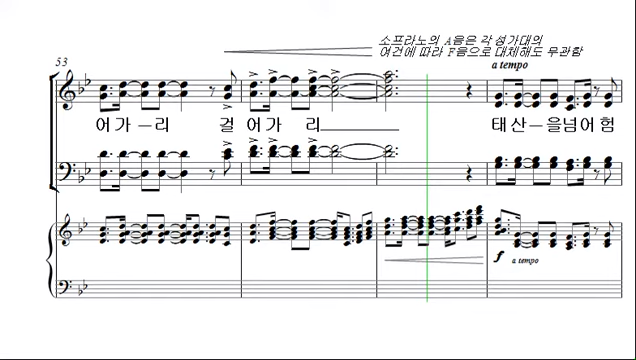 소프라노의 A음은 각 성가대의
여건에 따라 F음으로 대체해도 무관함
53
a tempo
어가—리 걸 어가 리 태산—을넘어험
f a tempo